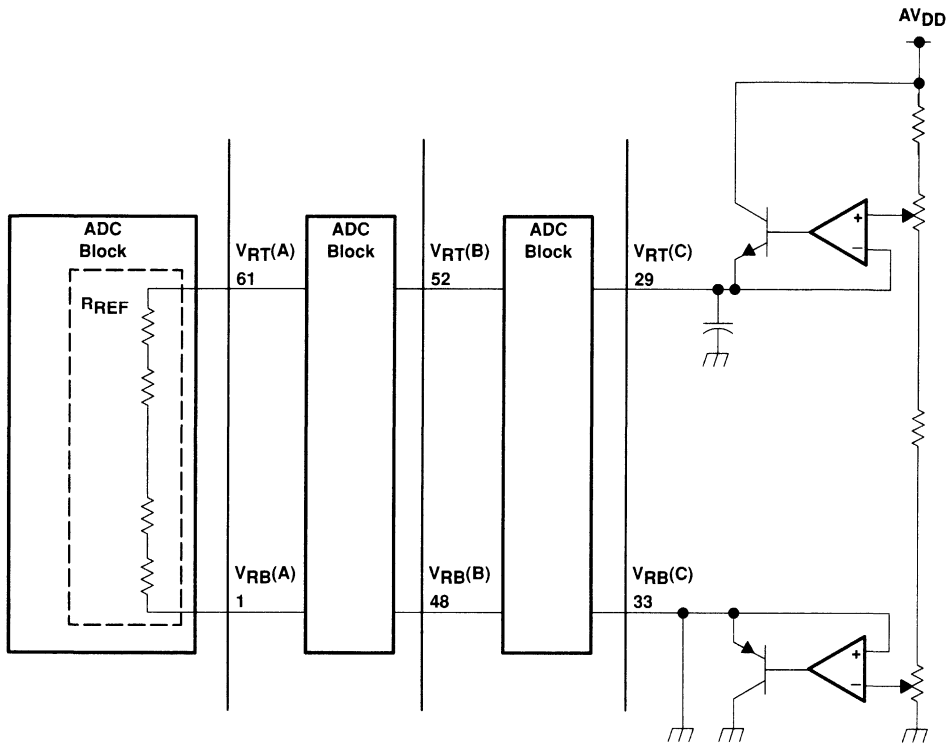 AVDD
ADC
Block
RREF
VRT(A)
61
ADC
Block
VRT(B)
52
ADC
Block
VRT(C)
29
+
–
VRB(A)
1
VRB(B)
48
VRB(C)
33
+
–